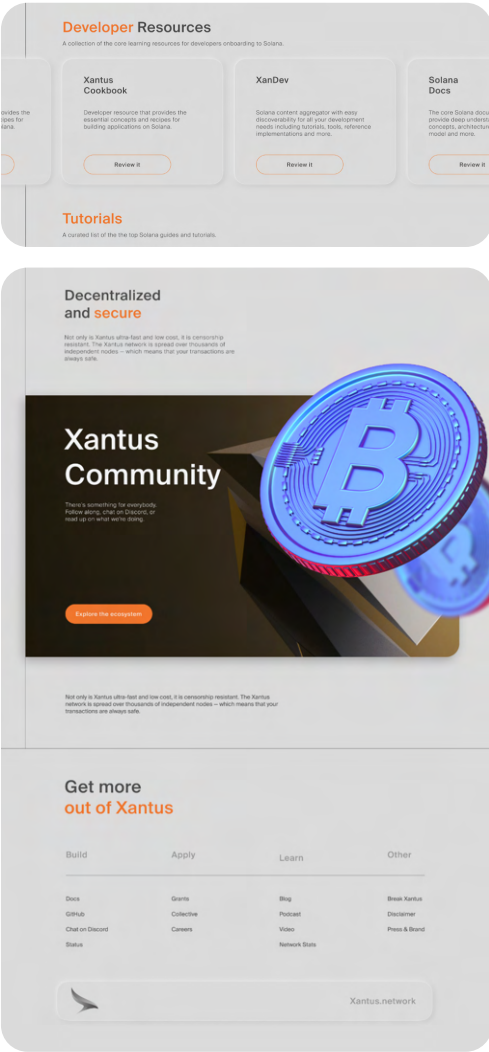 Developer Resources
A collection of the core learning resources for developers onboarding to Solana.
Xantus
Cookbook
Developer resource that provides the
essential concepts and recipes for
building applications on Solana.
Review it
XanDev
Solana content aggregator with easy
discoverability for all your development
needs including tutorials, tools, reference
implementations and more.
Review it
Solana
Docs
The core Solana docu
provide deep understa
concepts, architecture
model and more.
Review it
ovides the
ipes for
lana.
Tutorials
A curated list of the the top Solana guides and tutorials.
Decentralized
and secure
Not only is Xantus ultra-fast and low cost, it is censorship
resistant. The Xantus network is spread over thousands of
independent nodes – which means that your transactions are
always safe.
Xantus
Community
There's something for everybody.
Follow along, chat on Discord, or
read up on what we're doing.
Explore the ecosystem
Not only is Xantus ultra-fast and low cost, it is censorship resistant. The Xantus
network is spread over thousands of independent nodes – which means that your
transactions are always safe.
Get more
out of Xantus
Build
Docs
GitHub
Chat on Discord
Status
Apply
Grants
Collective
Careers
Learn
Blog
Podcast
Video
Network Stats
Other
Break Xantus
Disclaimer
Press & Brand
Xantus.network